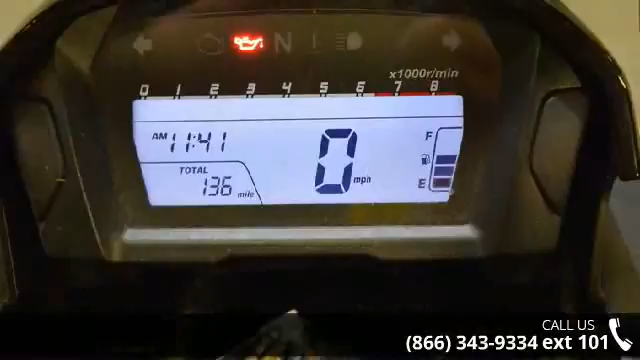 N
x1000r/min
0 1 2 3 4 5 6 7 8
AM 11:41
0 mph
F
E
TOTAL
136 mile
CALL US
(866) 343-9334 ext 101